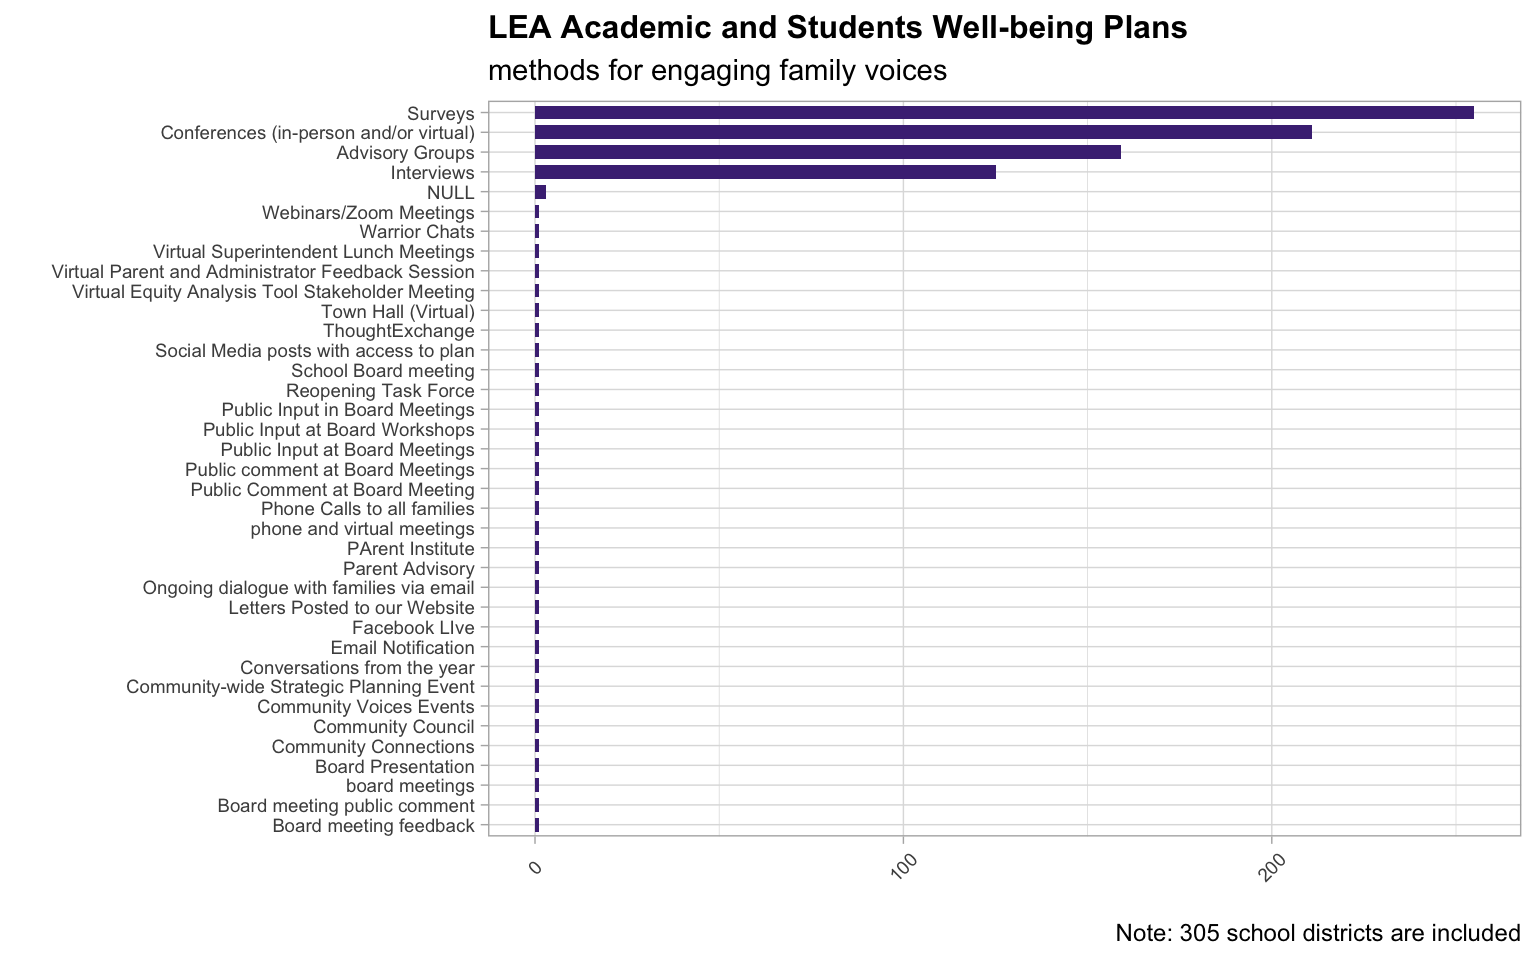 LEA Academic and Students Well-being Plans
methods for engaging family voices
Surveys
Conferences (in-person and/or virtual)
Advisory Groups
Interviews
NULL
Webinars/Zoom Meetings
Warrior Chats
Virtual Superintendent Lunch Meetings
Virtual Parent and Administrator Feedback Session
Virtual Equity Analysis Tool Stakeholder Meeting
Town Hall (Virtual)
ThoughtExchange
Social Media posts with access to plan
School Board meeting
Reopening Task Force
Public Input in Board Meetings
Public Input at Board Workshops
Public Input at Board Meetings
Public comment at Board Meetings
Public Comment at Board Meeting
Phone Calls to all families
phone and virtual meetings
PArent Institute
Parent Advisory
Ongoing dialogue with families via email
Letters Posted to our Website
Facebook LIve
Email Notification
Conversations from the year
Community-wide Strategic Planning Event
Community Voices Events
Community Council
Community Connections
Board Presentation
board meetings
Board meeting public comment
Board meeting feedback
0
100
200
Note: 305 school districts are included